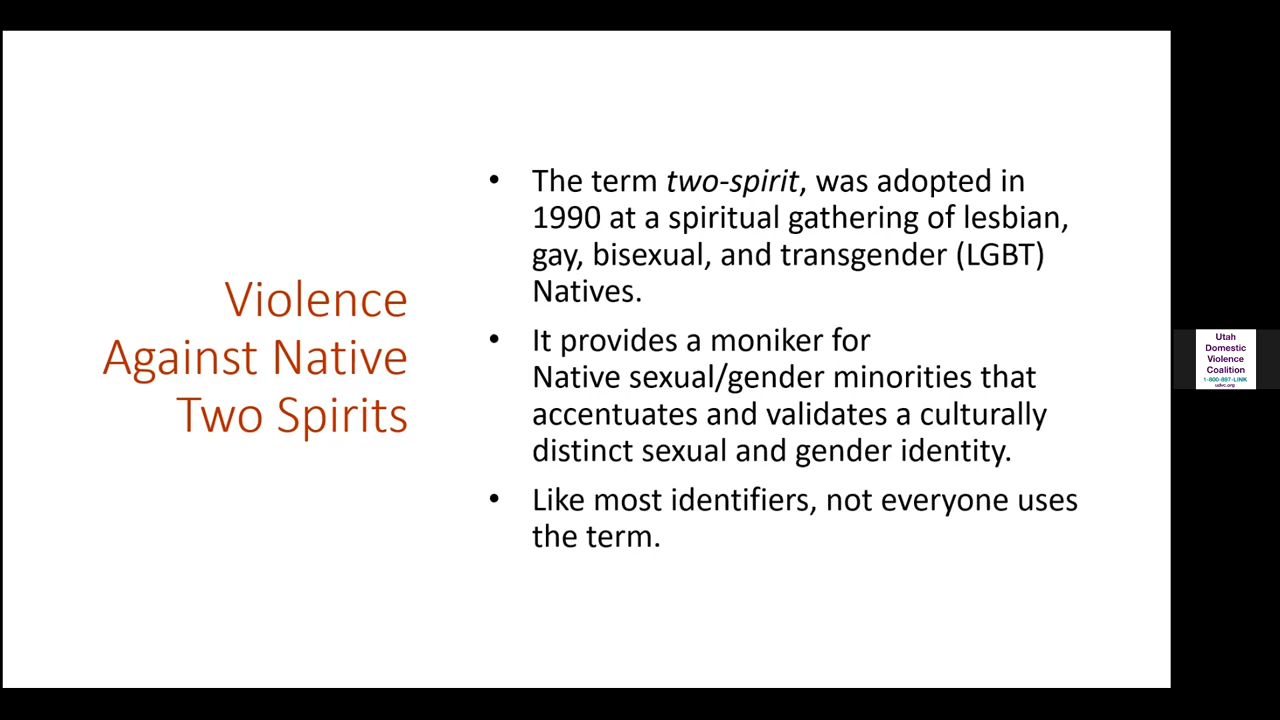 Violence
Against Native
Two Spirits
• The term two-spirit, was adopted in
1990 at a spiritual gathering of lesbian,
gay, bisexual, and transgender (LGBT)
Natives.
• It provides a moniker for
Native sexual/gender minorities that
accentuates and validates a culturally
distinct sexual and gender identity.
• Like most identifiers, not everyone uses
the term.
Utah
Domestic
Violence
Coalition
1-800-897-LINK
udvc.org